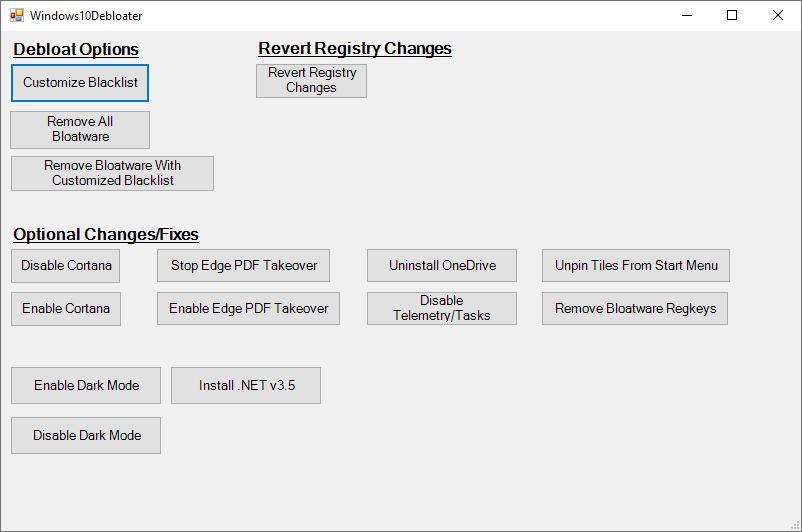 Windows10Debloater
Debloat Options
Revert Registry Changes
Customize Blacklist
Revert Registry
Changes
Remove All
Bloatware
Remove Bloatware With
Customized Blacklist
Optional Changes/Fixes
Disable Cortana
Stop Edge PDF Takeover
Uninstall OneDrive
Unpin Tiles From Start Menu
Enable Cortana
Enable Edge PDF Takeover
Disable
Telemetry/Tasks
Remove Bloatware Regkeys
Enable Dark Mode
Install .NET v3.5
Disable Dark Mode